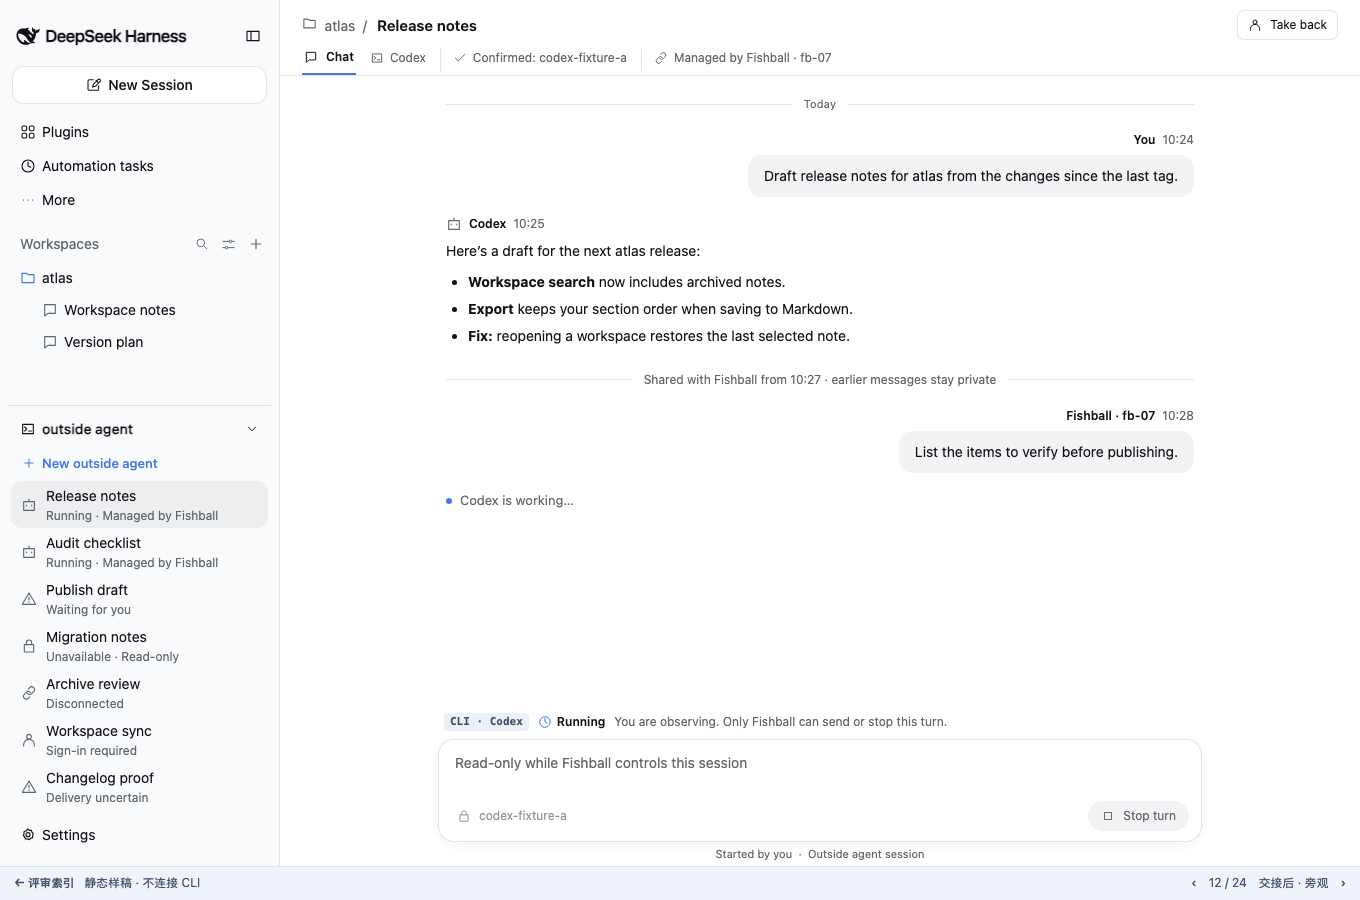 DeepSeek Harness
New Session
Plugins
Automation tasks
More
Workspaces
atlas
Workspace notes
Version plan
outside agent
New outside agent
Release notes
Running · Managed by Fishball
Audit checklist
Running · Managed by Fishball
Publish draft
Waiting for you
Migration notes
Unavailable · Read-only
Archive review
Disconnected
Workspace sync
Sign-in required
Changelog proof
Delivery uncertain
Settings
atlas / Release notes
Take back
Chat
Codex
Confirmed: codex-fixture-a
Managed by Fishball · fb-07
Today
You 10:24
Draft release notes for atlas from the changes since the last tag.
Codex 10:25
Here’s a draft for the next atlas release:
• Workspace search now includes archived notes.
• Export keeps your section order when saving to Markdown.
• Fix: reopening a workspace restores the last selected note.
Shared with Fishball from 10:27 · earlier messages stay private
Fishball · fb-07 10:28
List the items to verify before publishing.
Codex is working…
CLI · Codex Running You are observing. Only Fishball can send or stop this turn.
Read-only while Fishball controls this session
codex-fixture-a
Stop turn
Started by you · Outside agent session
← 评审索引 静态样稿 · 不连接 CLI
‹ 12 / 24 交接后 · 旁观 ›